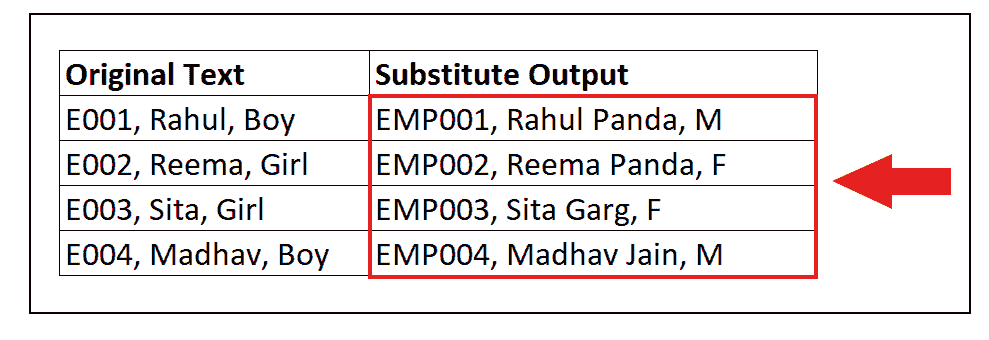 Original Text Substitute Output
E001, Rahul, Boy EMP001, Rahul Panda, M
E002, Reema, Girl EMP002, Reema Panda, F
E003, Sita, Girl EMP003, Sita Garg, F
E004, Madhav, Boy EMP004, Madhav Jain, M